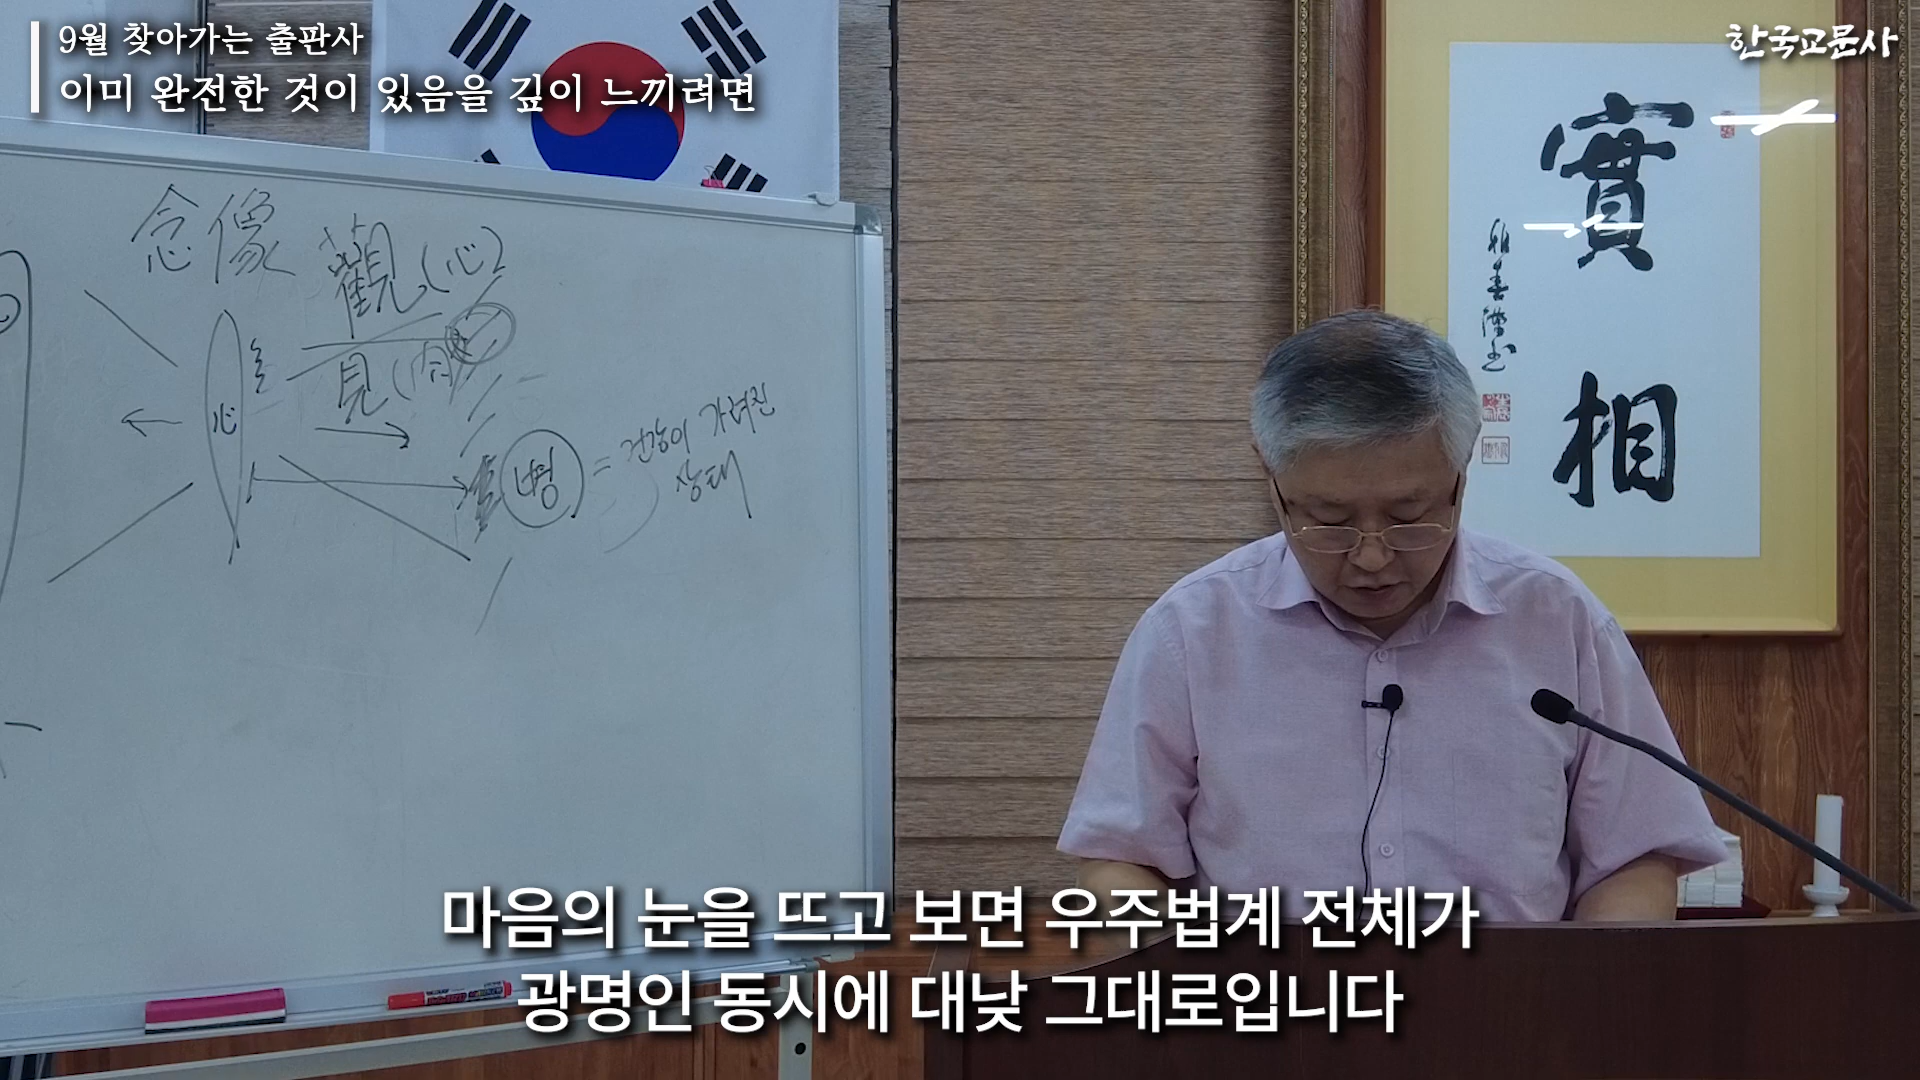 9월 찾아가는 출판사
이미 완전한 것이 있음을 깊이 느끼려면
한국교문사
實
相
念像
觀(心)
見(肉)
눈
心
병 = 건강이 가려진
상태
마음의 눈을 뜨고 보면 우주법계 전체가
광명인 동시에 대낮 그대로입니다